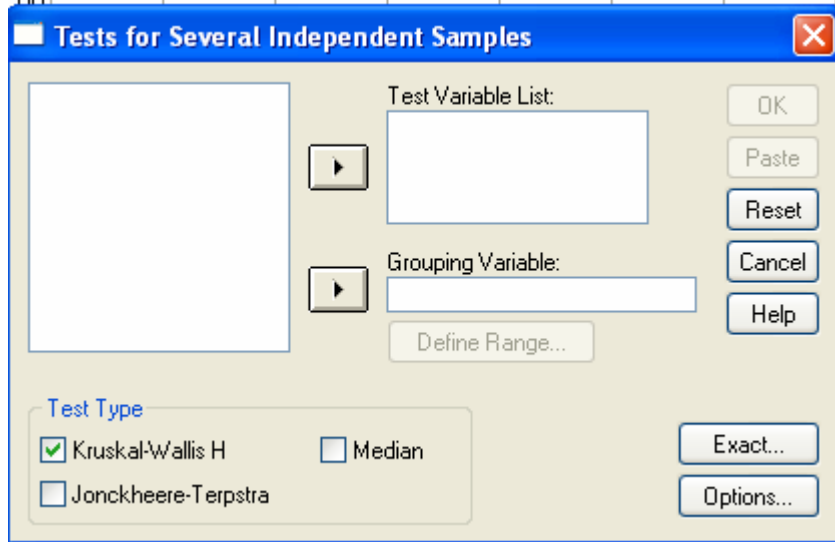 Tests for Several Independent Samples
Test Variable List:
OK
Paste
Reset
Grouping Variable:
Cancel
Help
Define Range...
Test Type
Kruskal-Wallis H
Median
Exact...
Jonckheere-Terpstra
Options...